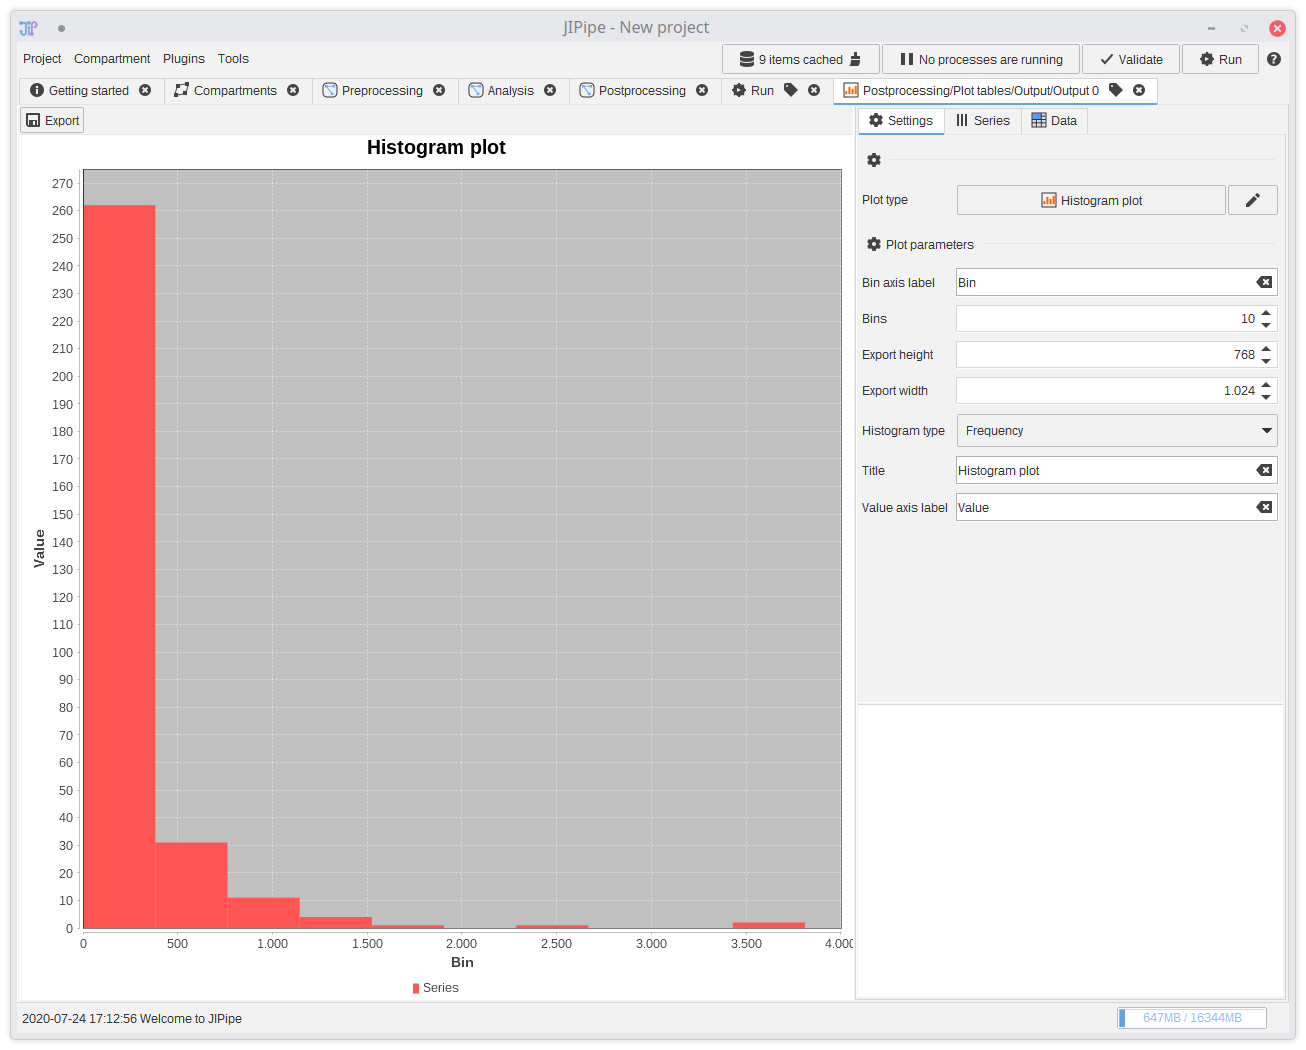 JIPipe - New project
Project Compartment Plugins Tools
9 items cached No processes are running Validate Run
Getting started Compartments Preprocessing Analysis Postprocessing Run Postprocessing/Plot tables/Output/Output 0
Export
Settings Series Data
Histogram plot
270
260
250
240
230
220
210
200
190
180
170
160
150
140
130
120
110
100
90
80
70
60
50
40
30
20
10
0
Value
0 500 1.000 1.500 2.000 2.500 3.000 3.500 4.000
Bin
Series
Plot type Histogram plot
Plot parameters
Bin axis label Bin
Bins 10
Export height 768
Export width 1.024
Histogram type Frequency
Title Histogram plot
Value axis label Value
2020-07-24 17:12:56 Welcome to JIPipe
647MB / 16344MB